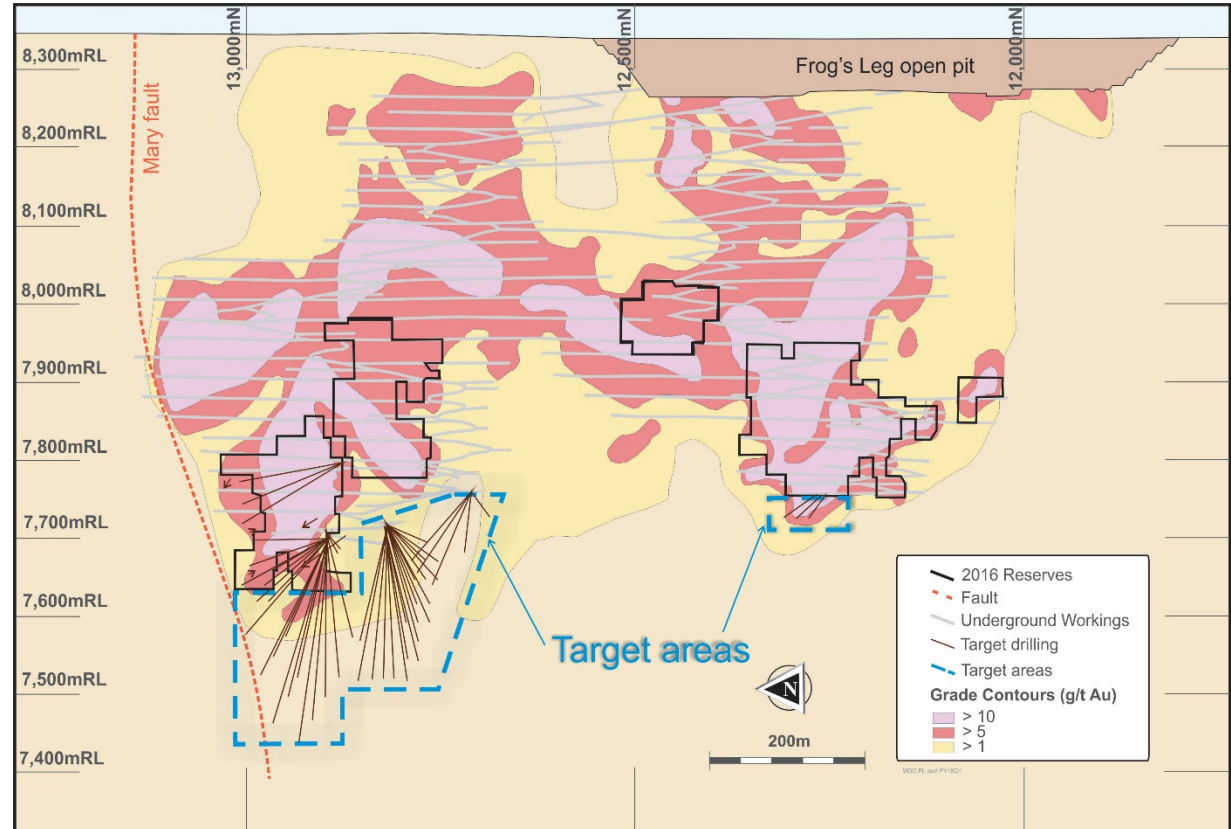 13,000mN
12,500mN
12,000mN
8,300mRL
8,200mRL
8,100mRL
8,000mRL
7,900mRL
7,800mRL
7,700mRL
7,600mRL
7,500mRL
7,400mRL
Mary fault
Frog's Leg open pit
Target areas
N
200m
2016 Reserves
Fault
Underground Workings
Target drilling
Target areas
Grade Contours (g/t Au)
> 10
> 5
> 1